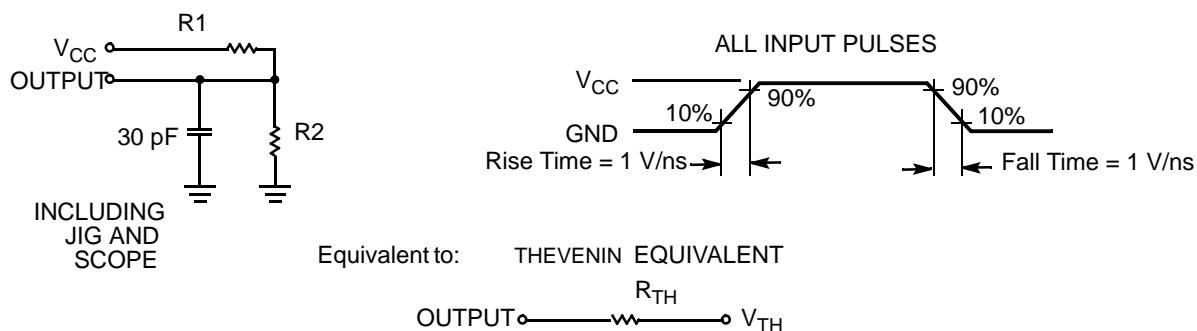 R1
VCC
OUTPUT
30 pF
R2
INCLUDING
JIG AND
SCOPE
ALL INPUT PULSES
VCC
GND
10%
90%
90%
10%
Rise Time = 1 V/ns
Fall Time = 1 V/ns
Equivalent to: THEVENIN EQUIVALENT
RTH
OUTPUT
VTH